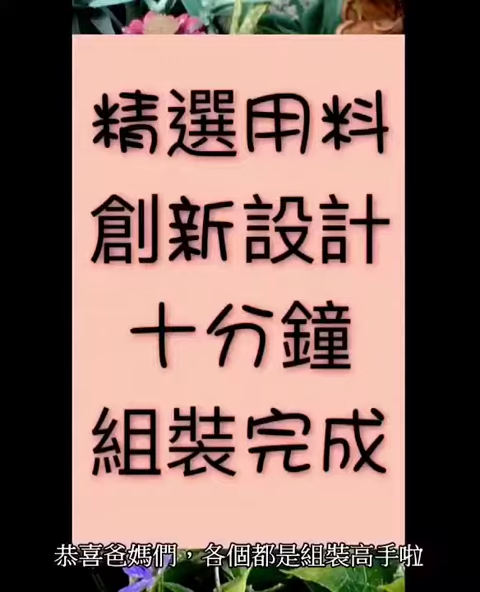 精選用料
創新設計
十分鐘
組裝完成
恭喜爸媽們，各個都是組裝高手啦